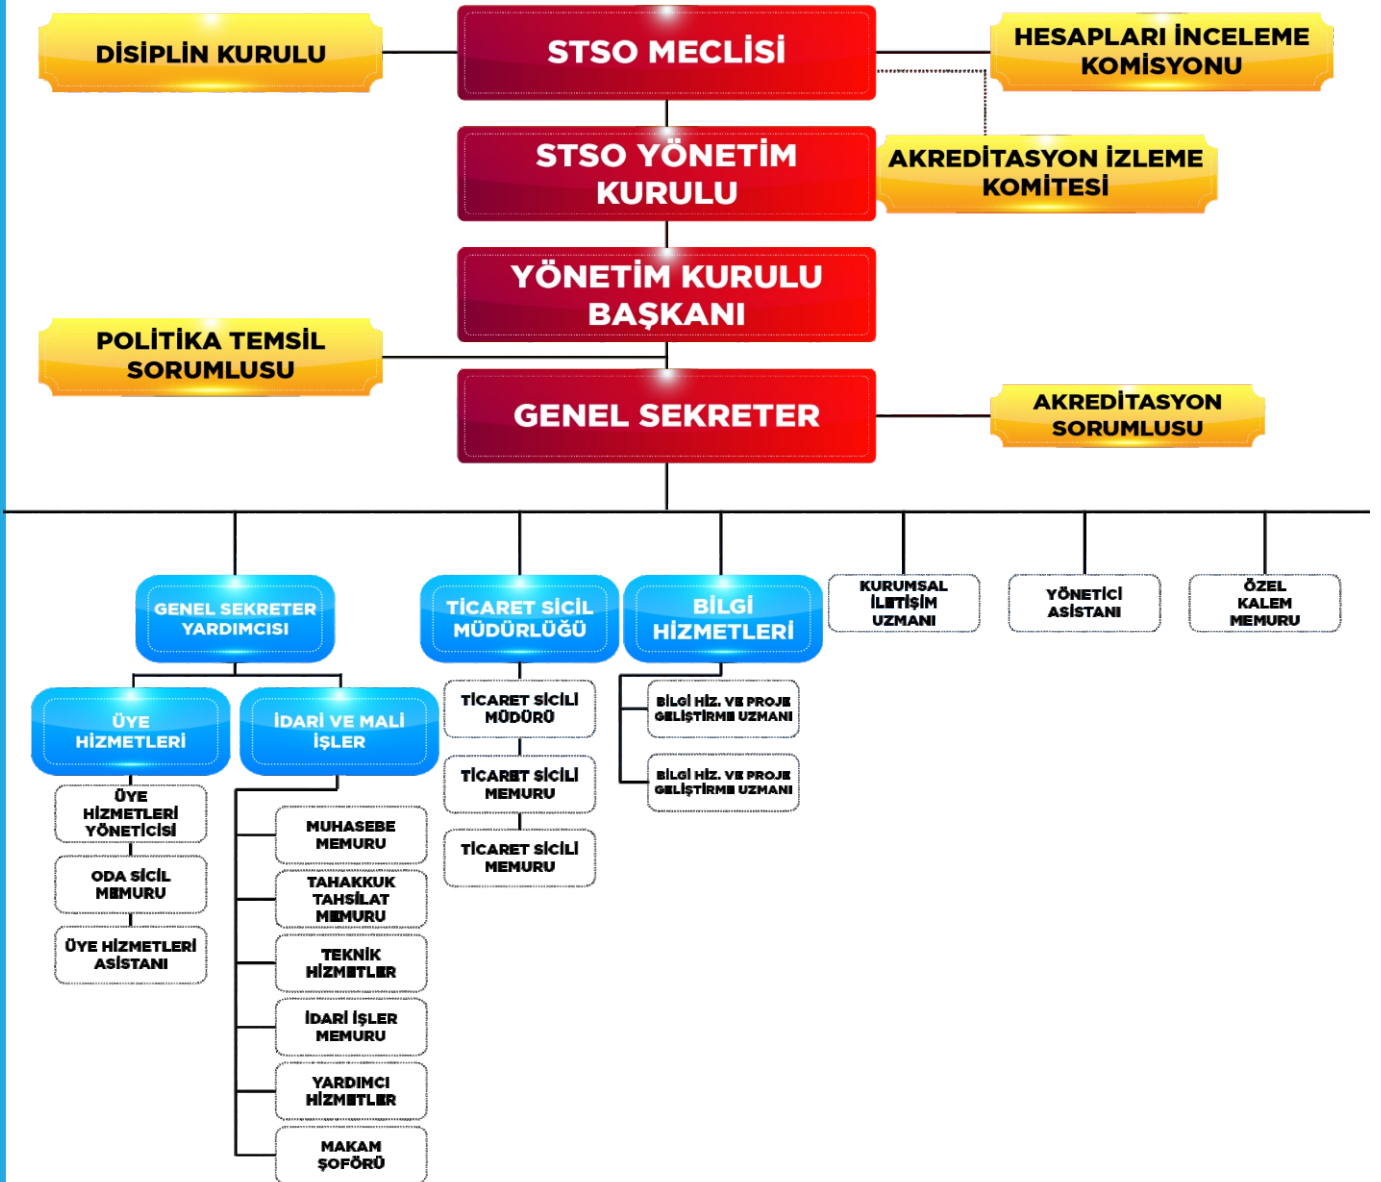 DİSİPLİN KURULU
STSO MECLİSİ
HESAPLARI İNCELEME
KOMİSYONU
STSO YÖNETİM
KURULU
AKREDİTASYON İZLEME
KOMİTESİ
YÖNETİM KURULU
BAŞKANI
POLİTİKA TEMSİL
SORUMLUSU
GENEL SEKRETER
AKREDİTASYON
SORUMLUSU
GENEL SEKRETER
YARDIMCISI
TİCARET SİCİL
MÜDÜRLÜĞÜ
BİLGİ
HİZMETLERİ
KURUMSAL
İLETİŞİM
UZMANI
YÖNETİCİ
ASİSTANI
ÖZEL
KALEM
MEMURU
ÜYE
HİZMETLERİ
İDARİ VE MALİ
İŞLER
ÜYE
HİZMETLERİ
YÖNETİCİSİ
ODA SİCİL
MEMURU
ÜYE HİZMETLERİ
ASİSTANI
MUHASEBE
MEMURU
TAHAKKUK
TAHSİLAT
MEMURU
TEKNİK
HİZMETLER
İDARİ İŞLER
MEMURU
YARDIMCI
HİZMETLER
MAKAM
ŞOFÖRÜ
TİCARET SİCİLİ
MÜDÜRÜ
TİCARET SİCİLİ
MEMURU
TİCARET SİCİLİ
MEMURU
BİLGİ HİZ. VE PROJE
GELİŞTİRME UZMANI
BİLGİ HİZ. VE PROJE
GELİŞTİRME UZMANI